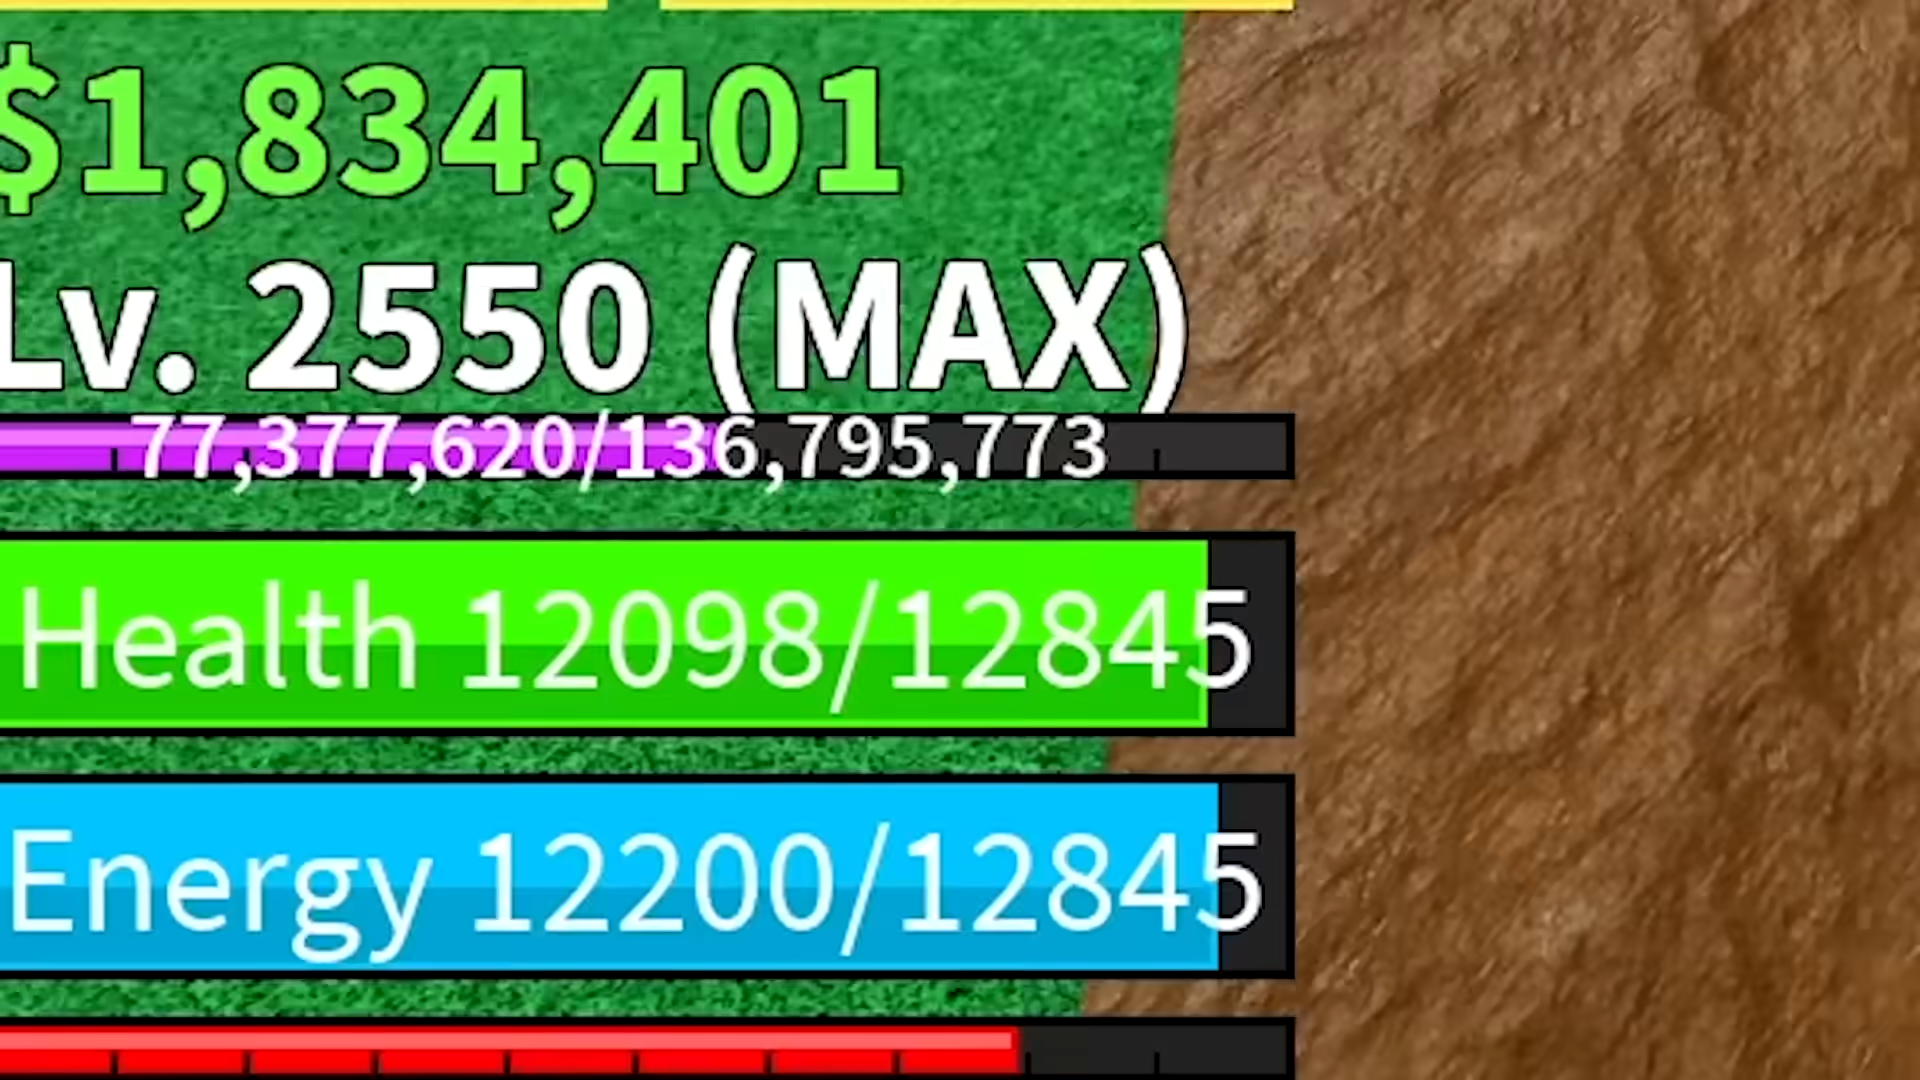 $1,834,401
Lv. 2550 (MAX)
77,377,620/136,795,773
Health 12098/12845
Energy 12200/12845